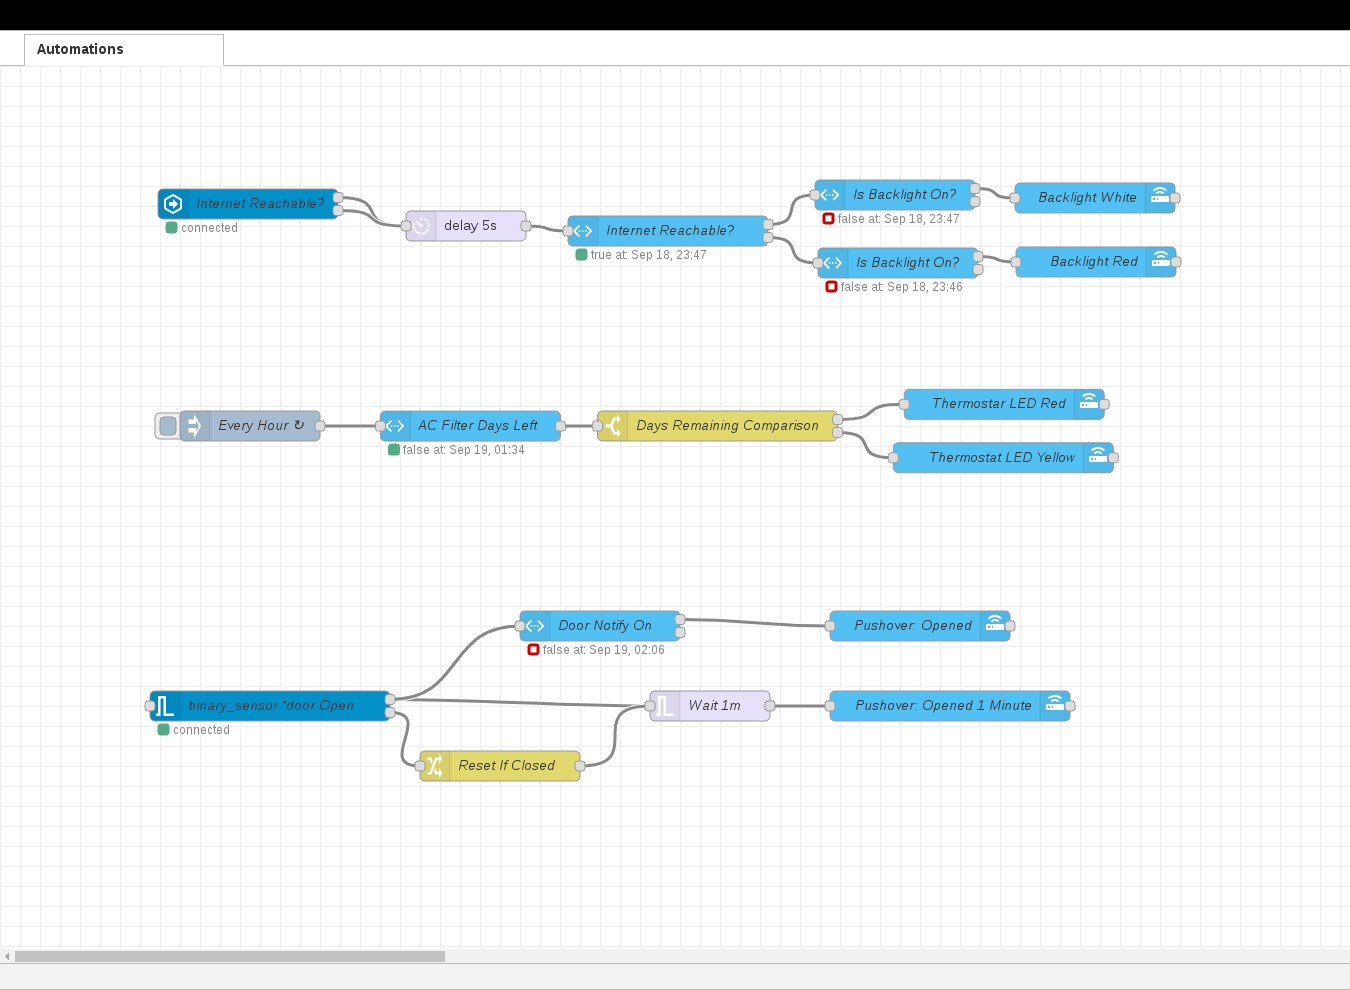 Automations
Internet Reachable?
connected
delay 5s
Internet Reachable?
true at: Sep 18, 23:47
Is Backlight On?
false at: Sep 18, 23:47
Backlight White
Is Backlight On?
false at: Sep 18, 23:46
Backlight Red
Every Hour ↻
AC Filter Days Left
false at: Sep 19, 01:34
Days Remaining Comparison
Thermostar LED Red
Thermostat LED Yellow
Door Notify On
false at: Sep 19, 02:06
Pushover: Opened
binary_sensor.*door Open
connected
Wait 1m
Pushover: Opened 1 Minute
Reset If Closed